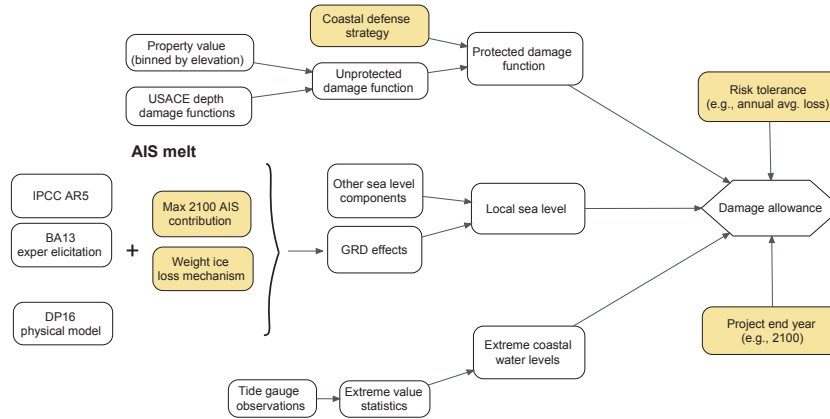 Coastal defense
strategy
Property value
(binned by elevation)
Unprotected
damage function
Protected damage
function
USACE depth
damage functions
Risk tolerance
(e.g., annual avg. loss)
AIS melt
IPCC AR5
BA13
exper elicitation
DP16
physical model
+
Max 2100 AIS
contribution
Weight ice
loss mechanism
Other sea level
components
GRD effects
Local sea level
Damage allowance
Project end year
(e.g., 2100)
Extreme coastal
water levels
Tide gauge
observations
Extreme value
statistics